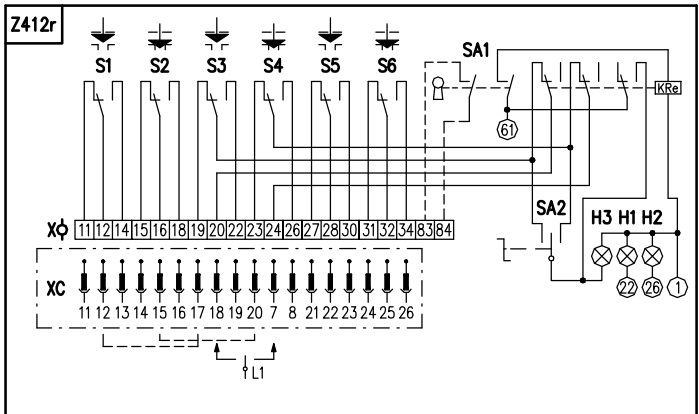 Z412r
S1 S2 S3 S4 S5 S6 SA1
KRe
61
SA2
H3 H1 H2
X 11 12 14 15 16 18 19 20 22 23 24 26 27 28 30 31 32 34 83 84
22 26 1
XC
11 12 13 14 15 16 17 18 19 20 7 8 21 22 23 24 25 26
L1